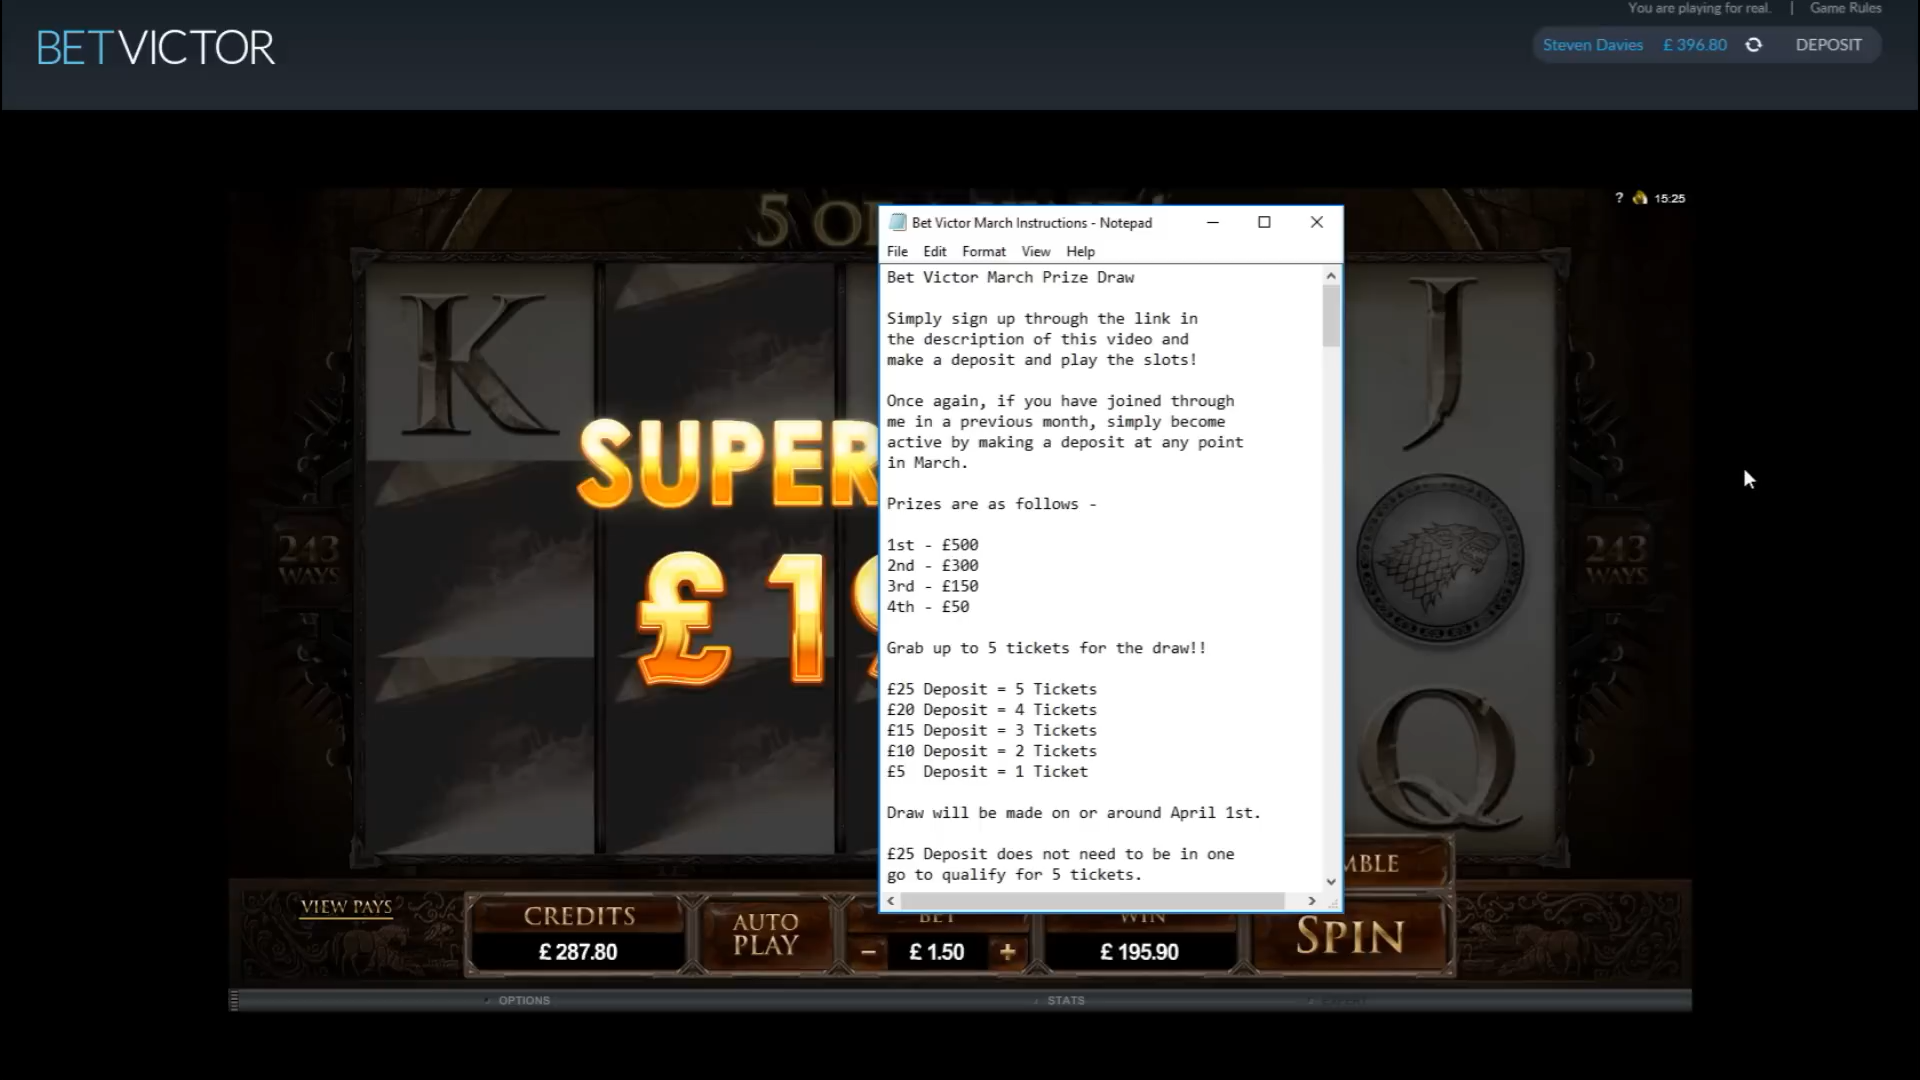 You are playing for real. | Game Rules
BETVICTOR
Steven Davies £396.80 DEPOSIT
? 15:25
5 O
Bet Victor March Instructions - Notepad
File Edit Format View Help
Bet Victor March Prize Draw
Simply sign up through the link in
the description of this video and
make a deposit and play the slots!
Once again, if you have joined through
me in a previous month, simply become
active by making a deposit at any point
in March.
Prizes are as follows -
1st - £500
2nd - £300
3rd - £150
4th - £50
Grab up to 5 tickets for the draw!!
£25 Deposit = 5 Tickets
£20 Deposit = 4 Tickets
£15 Deposit = 3 Tickets
£10 Deposit = 2 Tickets
£5  Deposit = 1 Ticket
Draw will be made on or around April 1st.
£25 Deposit does not need to be in one
go to qualify for 5 tickets.
K
J
Q
SUPER
£19
243
WAYS
243
WAYS
MBLE
VIEW PAYS
CREDITS
£287.80
AUTO
PLAY
BET
- £1.50 +
WIN
£195.90
SPIN
OPTIONS
STATS
EXPERT